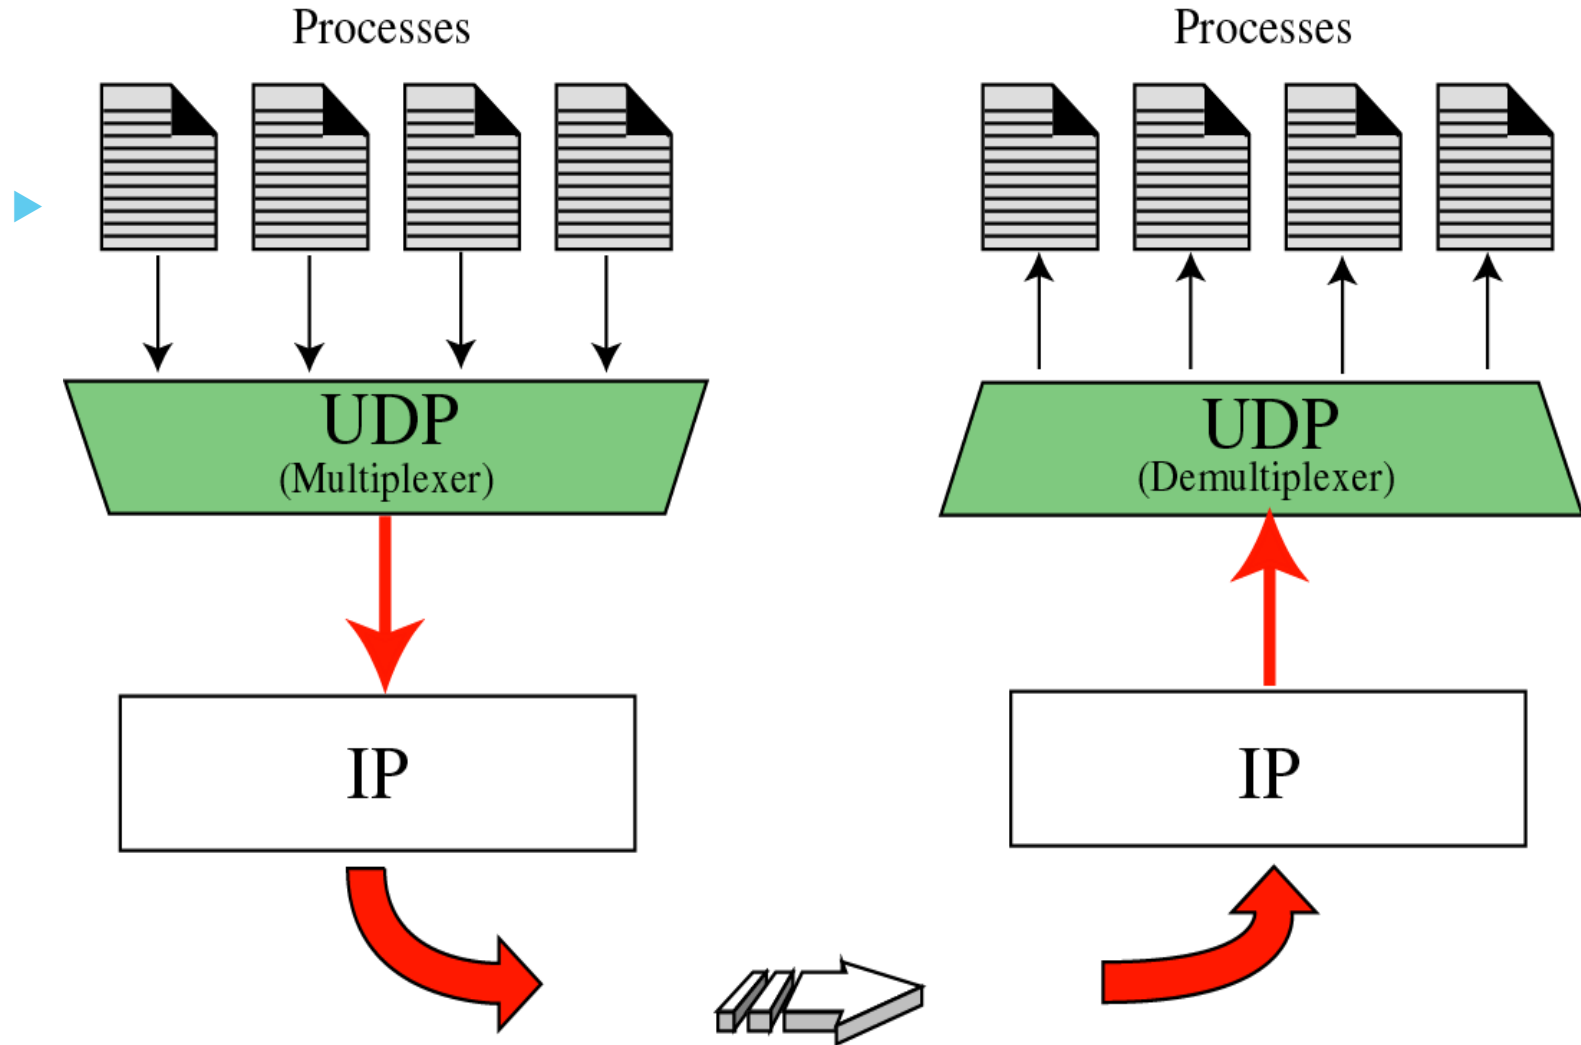 Processes
Processes
UDP
(Multiplexer)
UDP
(Demultiplexer)
IP
IP